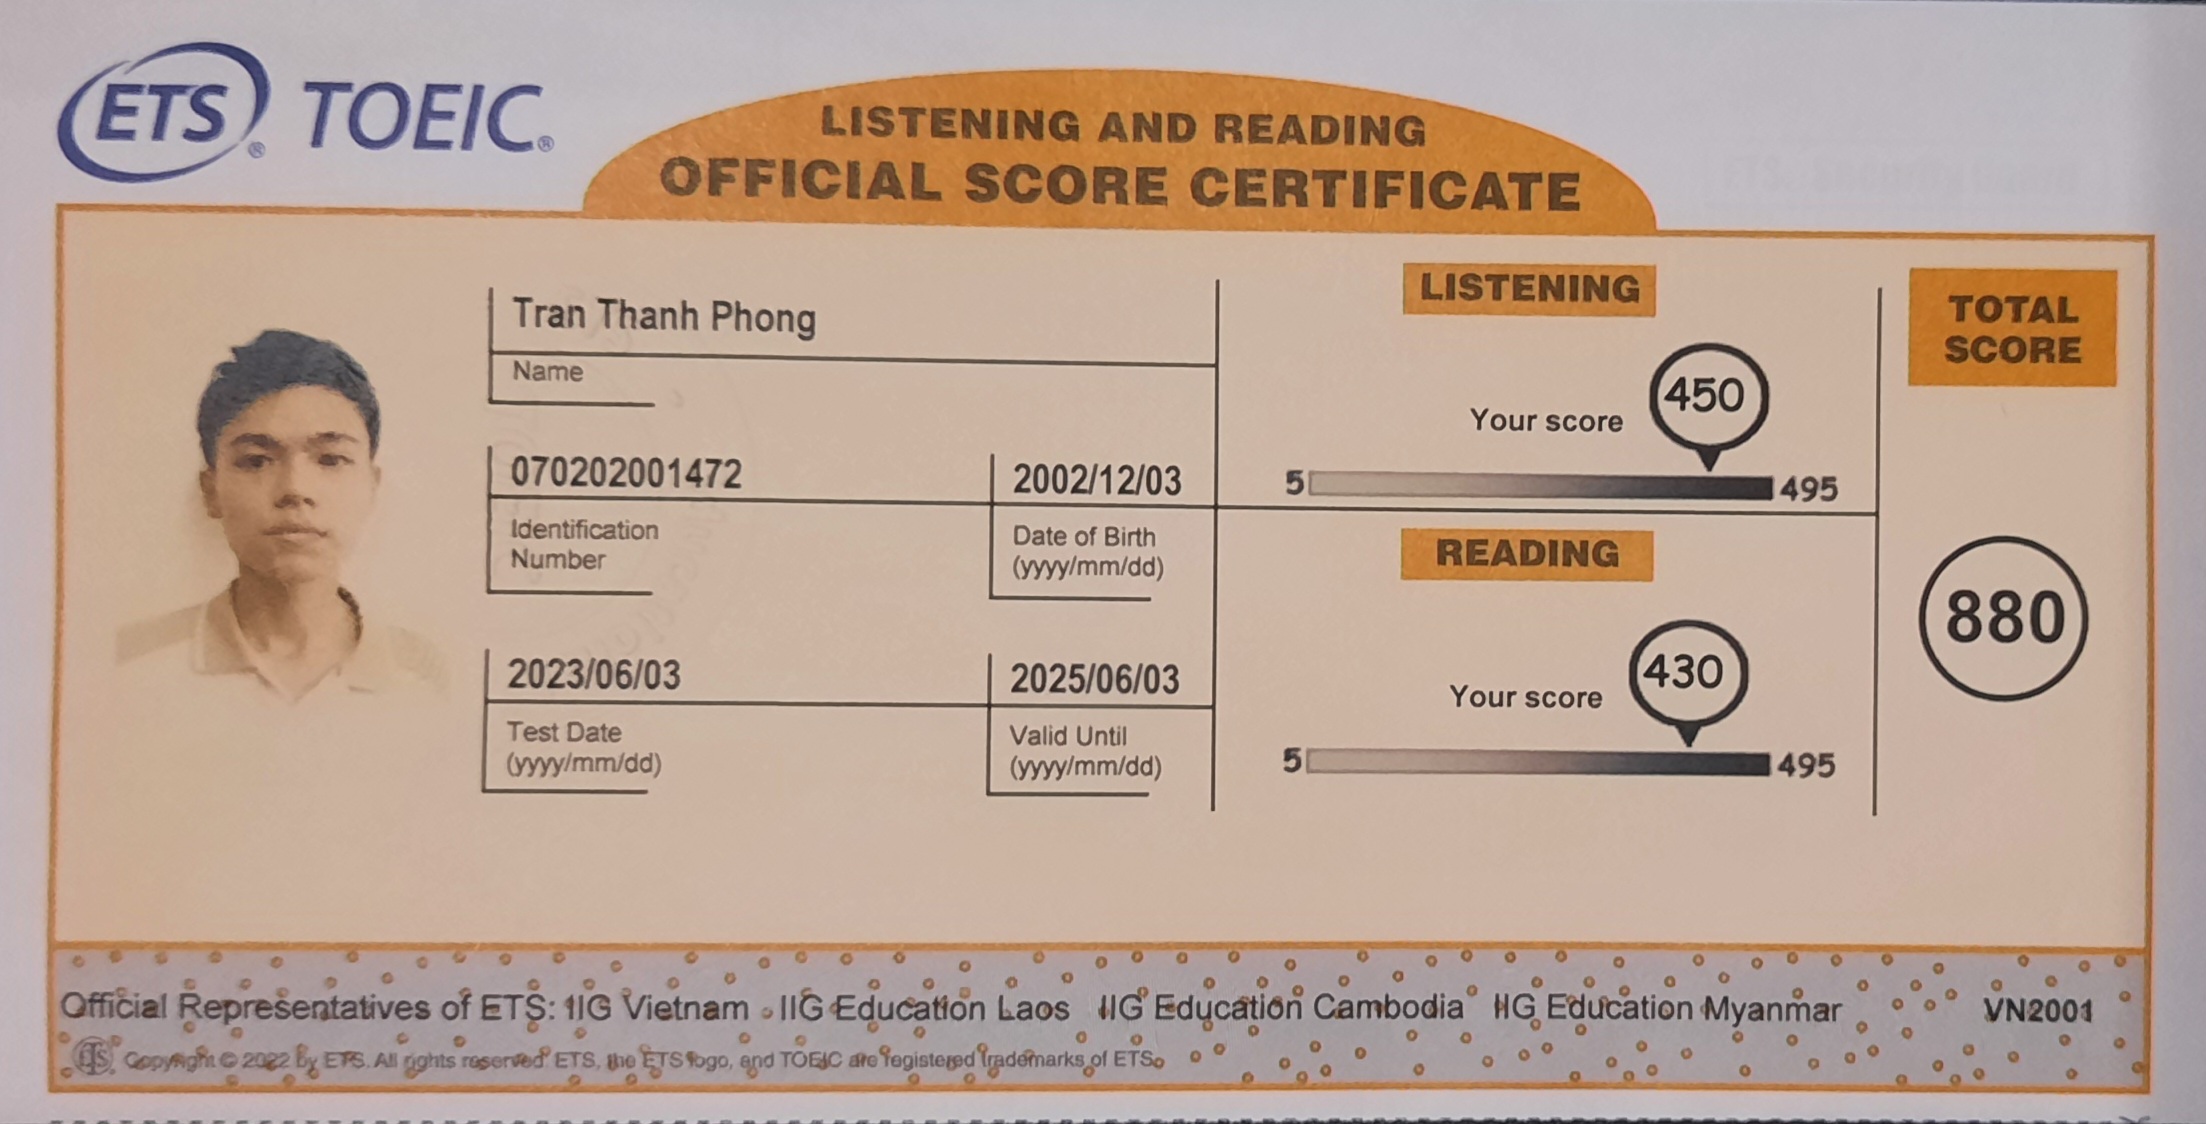 ETS® TOEIC®
LISTENING AND READING
OFFICIAL SCORE CERTIFICATE
Tran Thanh Phong
Name
070202001472
Identification
Number
2002/12/03
Date of Birth
(yyyy/mm/dd)
2023/06/03
Test Date
(yyyy/mm/dd)
2025/06/03
Valid Until
(yyyy/mm/dd)
LISTENING
Your score 450
5 495
READING
Your score 430
5 495
TOTAL
SCORE
880
Official Representatives of ETS: IIG Vietnam IIG Education Laos IIG Education Cambodia IIG Education Myanmar VN2001
ETS® Copyright © 2022 by ETS. All rights reserved. ETS, the ETS logo, and TOEIC are registered trademarks of ETS.